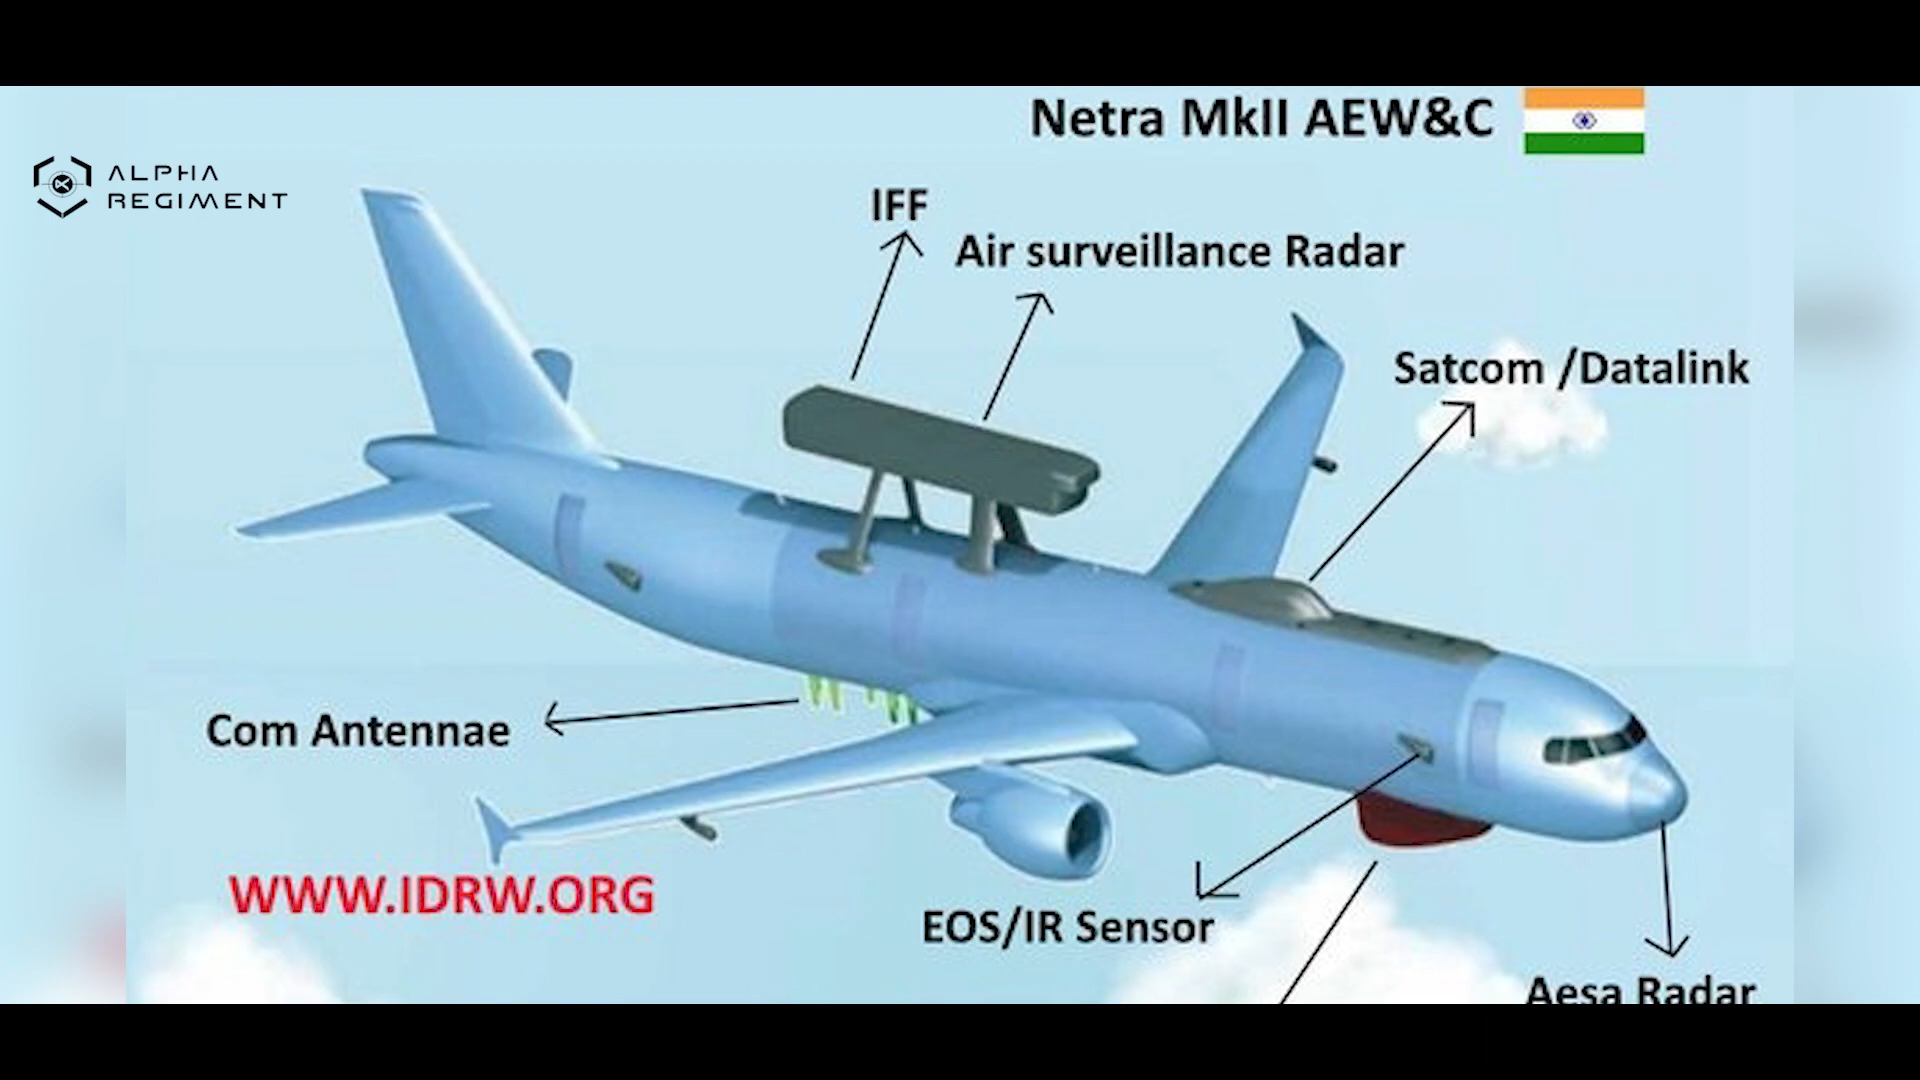 Netra MkII AEW&C
ALPHA
REGIMENT
IFF
Air surveillance Radar
Satcom /Datalink
Com Antennae
WWW.IDRW.ORG
EOS/IR Sensor
Aesa Radar